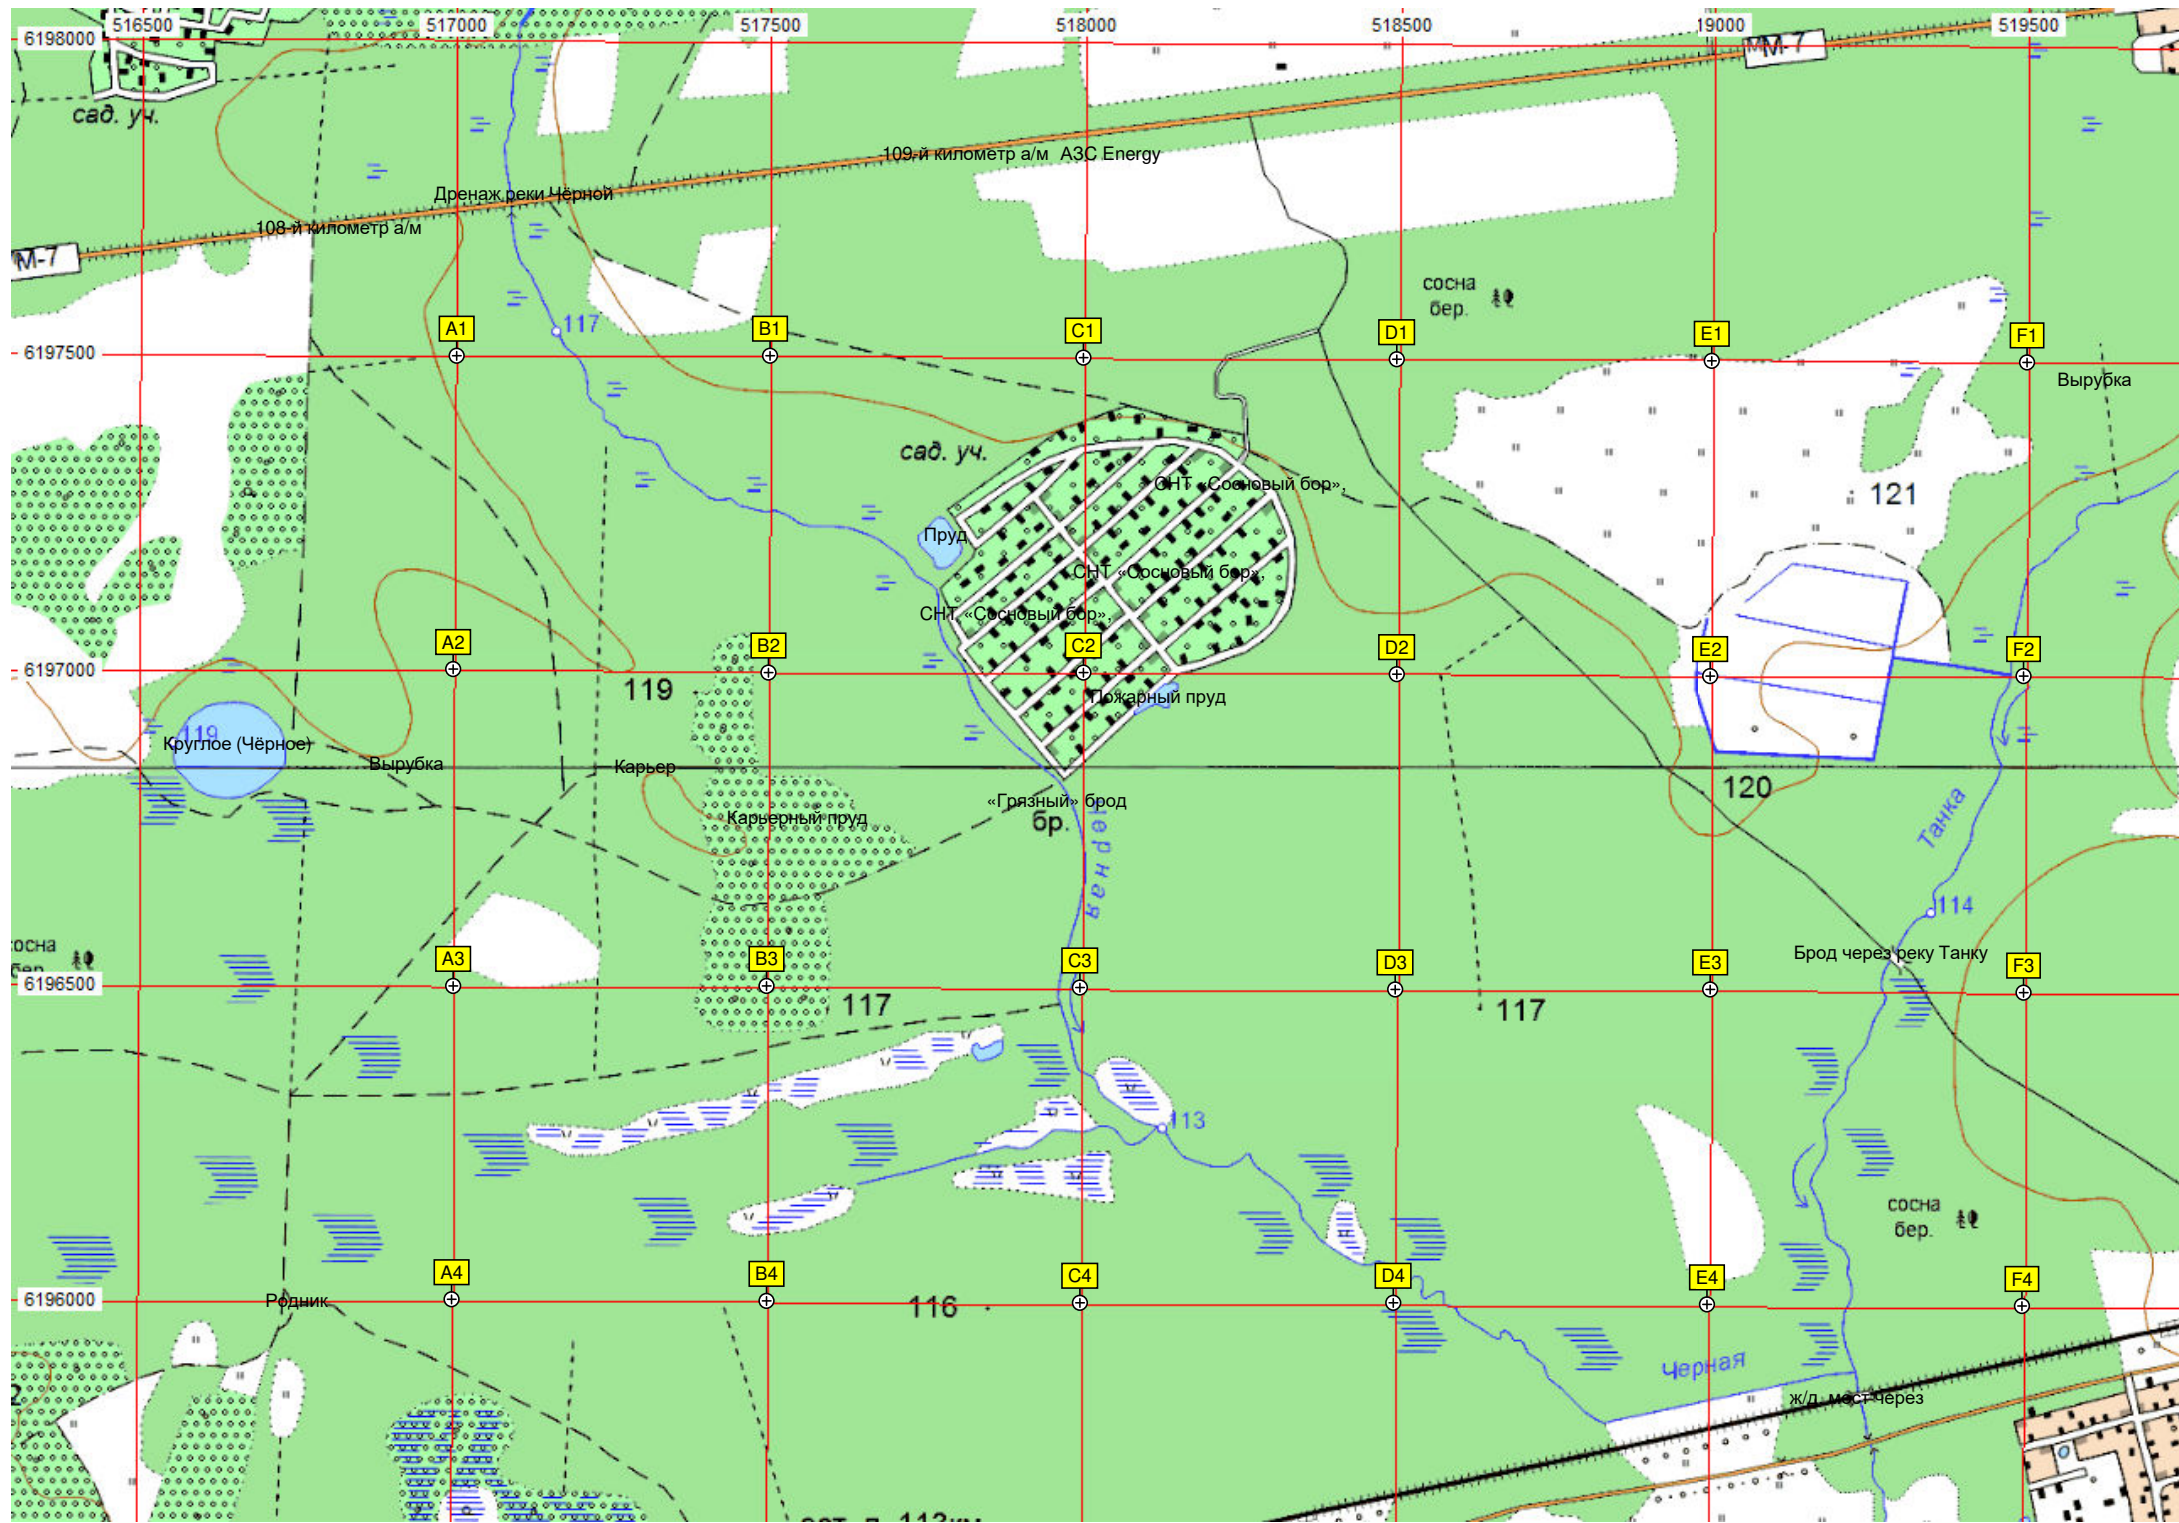 516500 517000 517500 518000 518500 19000 519500
6198000
М-7
сад. уч.
109-й километр а/м АЗС Energy
Дренаж реки Чёрной
108-й километр а/м
М-7
сосна
бер.
117
A1 B1 C1 D1 E1 F1
6197500
Вырубка
сад. уч.
СНТ «Сосновый бор»,
121
Пруд
СНТ «Сосновый бор»,
СНТ «Сосновый бор»,
A2 B2 C2 D2 E2 F2
6197000
119
Пожарный пруд
119
Круглое (Чёрное)
Вырубка
Карьер
120
«Грязный» брод
бр.
Карьерный пруд
Черная
Танка
114
сосна
бер.
Брод через реку Танку
A3 B3 C3 D3 E3 F3
6196500
117
117
113
сосна
бер.
A4 B4 C4 D4 E4 F4
6196000
Родник
116
Черная
ж/д. мост через